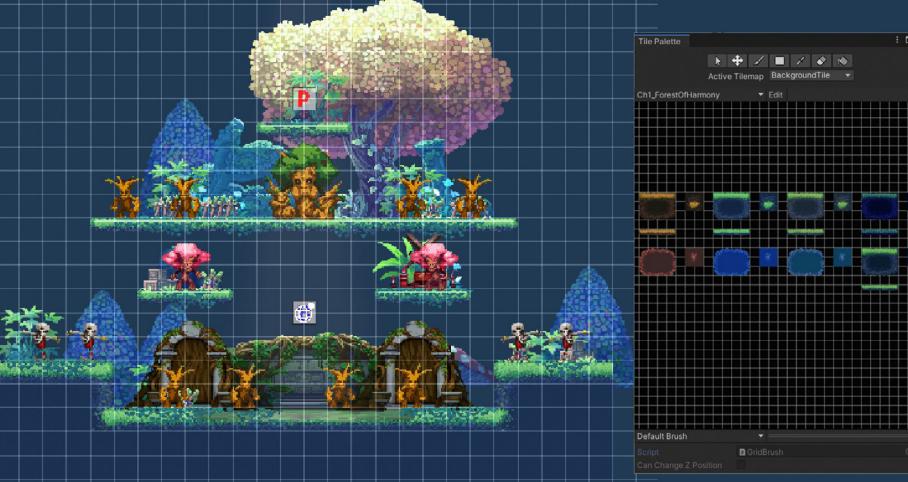 Tile Palette
Active Tilemap BackgroundTile
Ch1_ForestOfHarmony Edit
P
Default Brush
Script GridBrush
Can Change Z Position